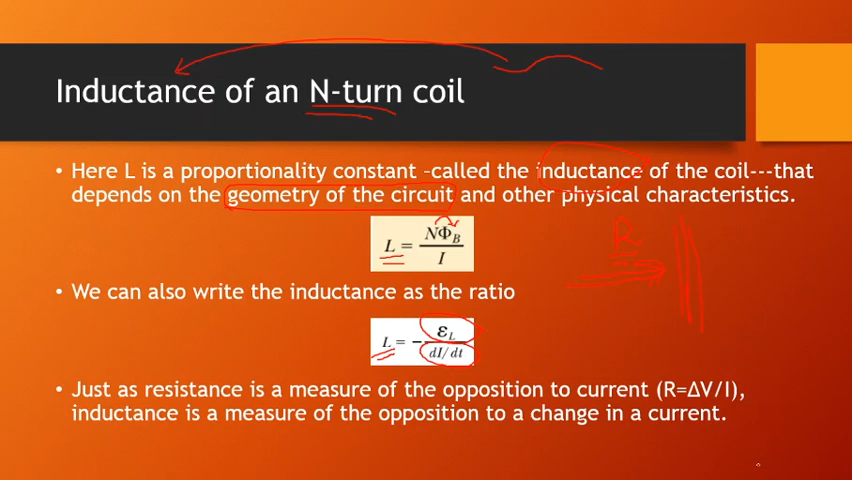 Inductance of an N-turn coil
• Here L is a proportionality constant –called the inductance of the coil---that
depends on the geometry of the circuit and other physical characteristics.
L = NΦ_B / I
R
• We can also write the inductance as the ratio
L = − ε_L / dI/dt
• Just as resistance is a measure of the opposition to current (R=ΔV/I),
inductance is a measure of the opposition to a change in a current.